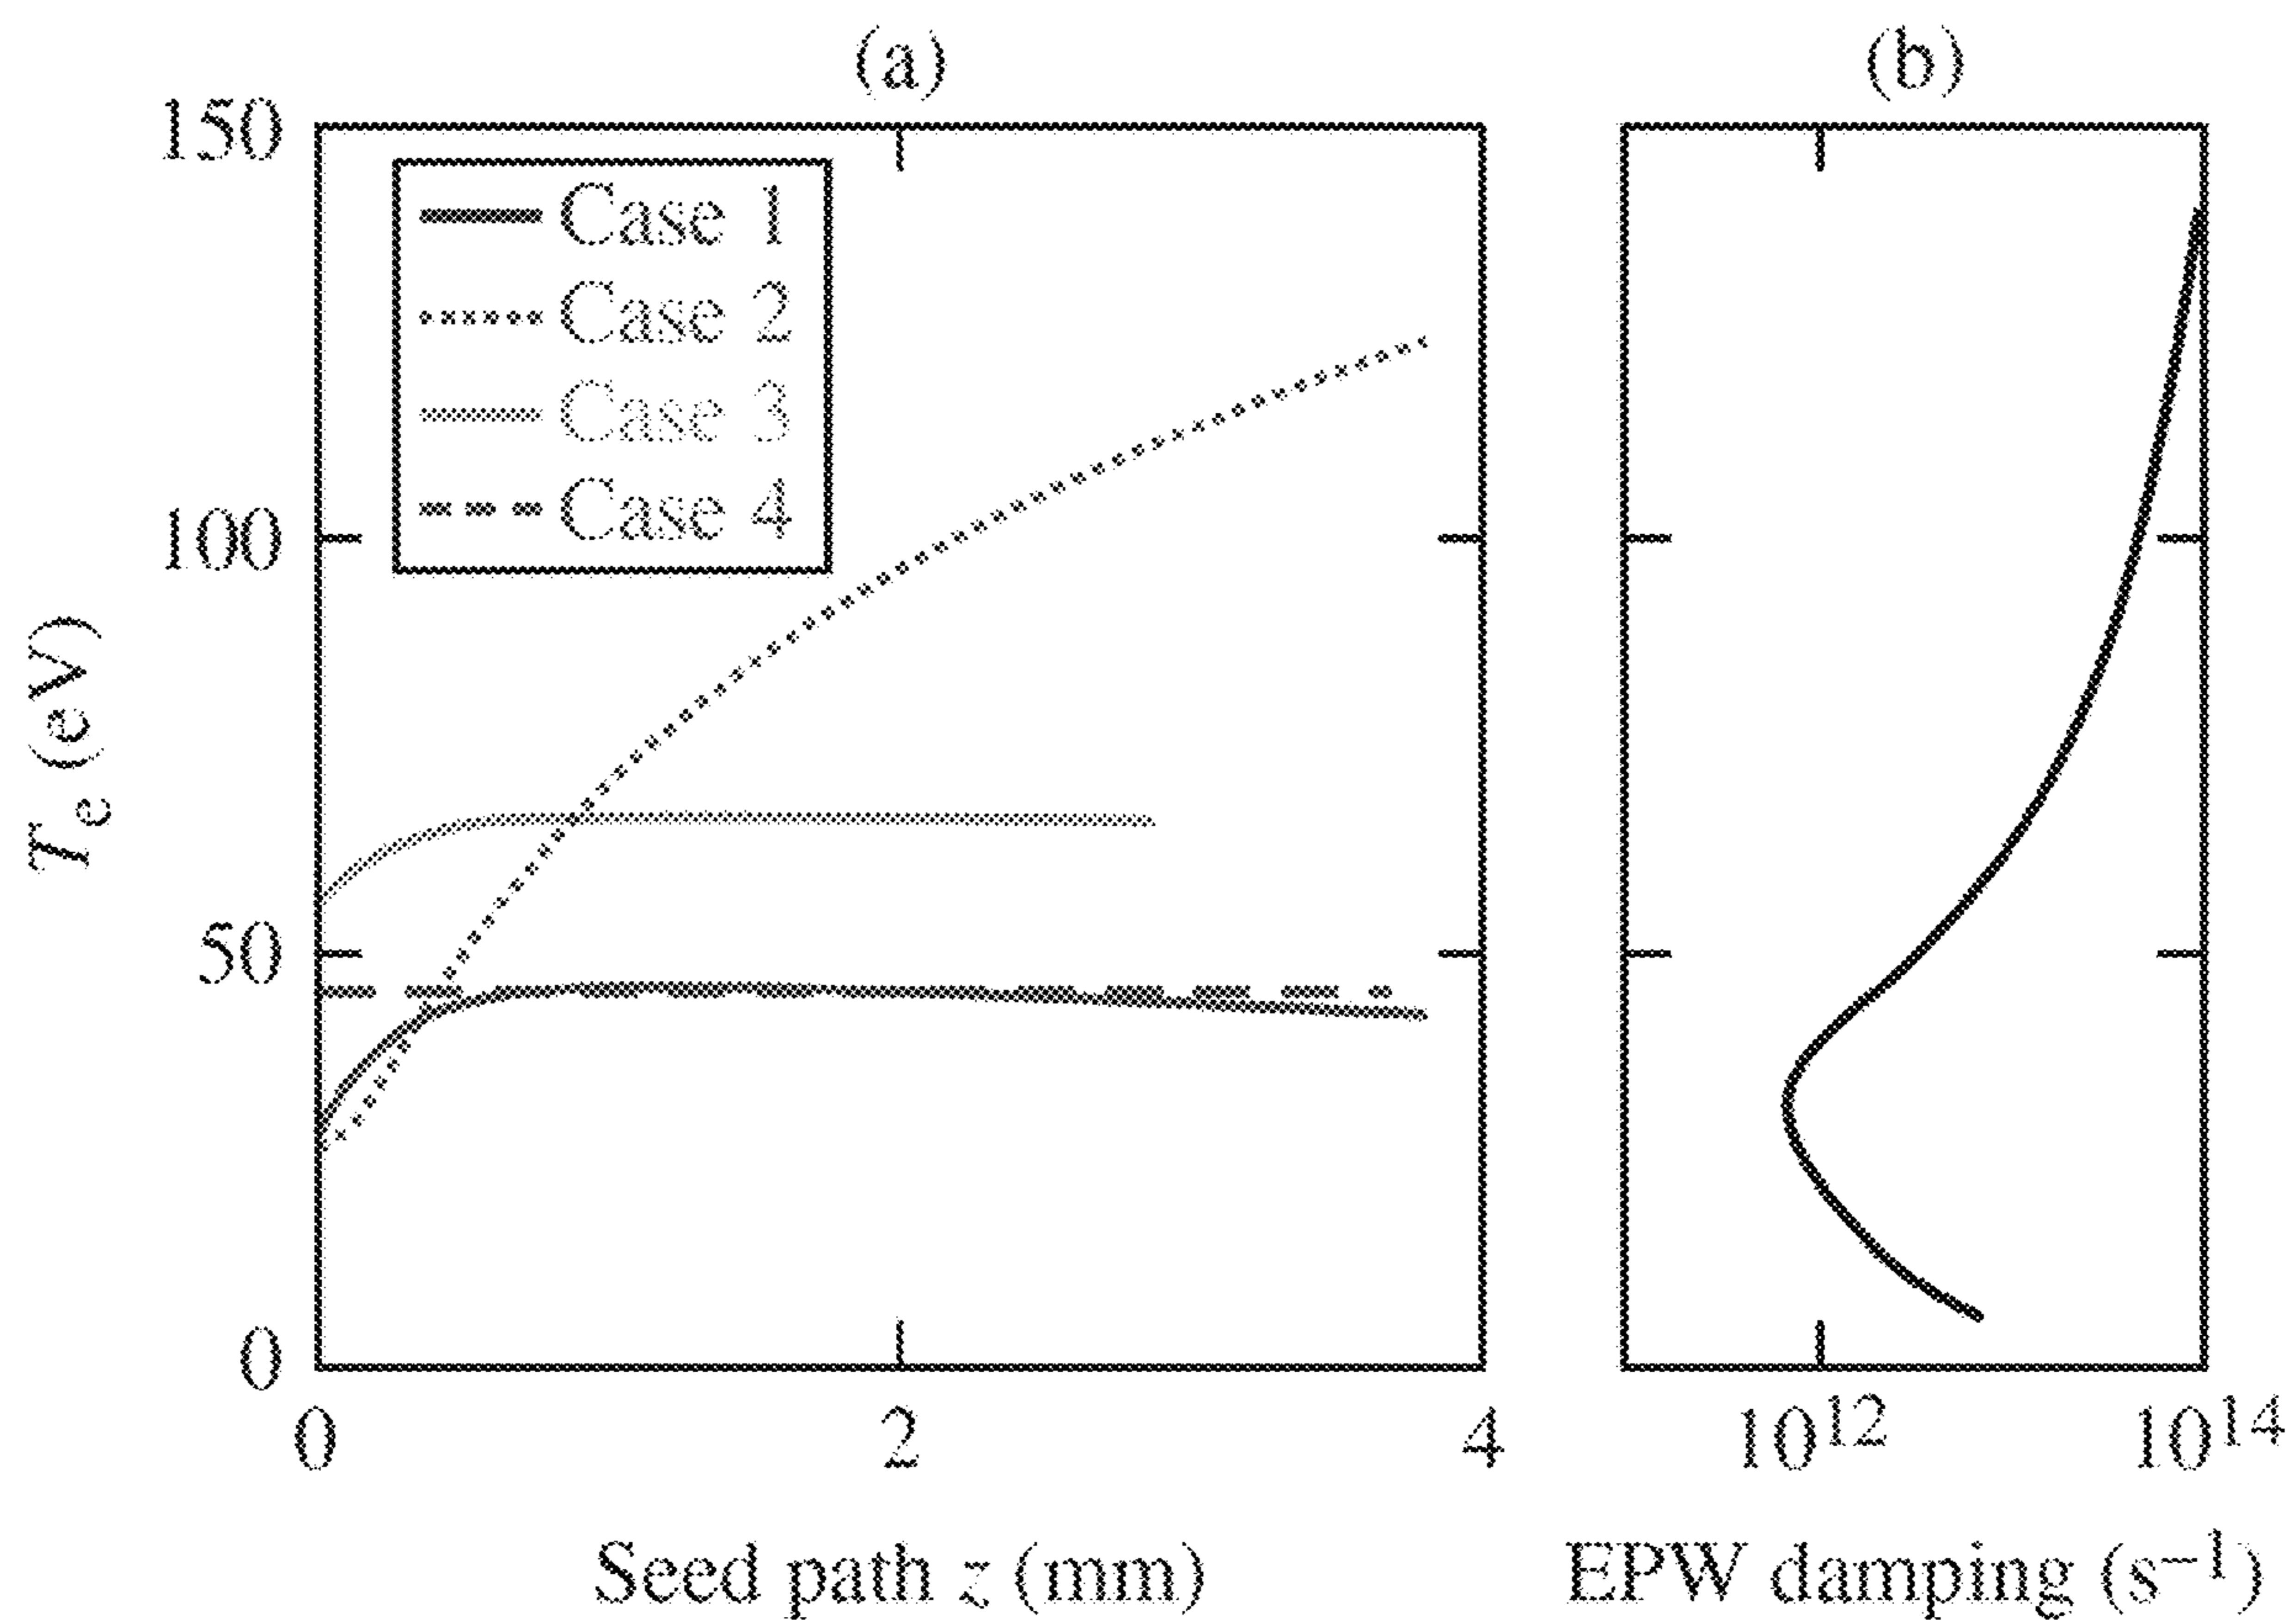 (a)
(b)
150
100
50
0
T_e (eV)
Case 1
Case 2
Case 3
Case 4
0
2
4
Seed path z (mm)
10^12
10^14
EPW damping (s^–1)